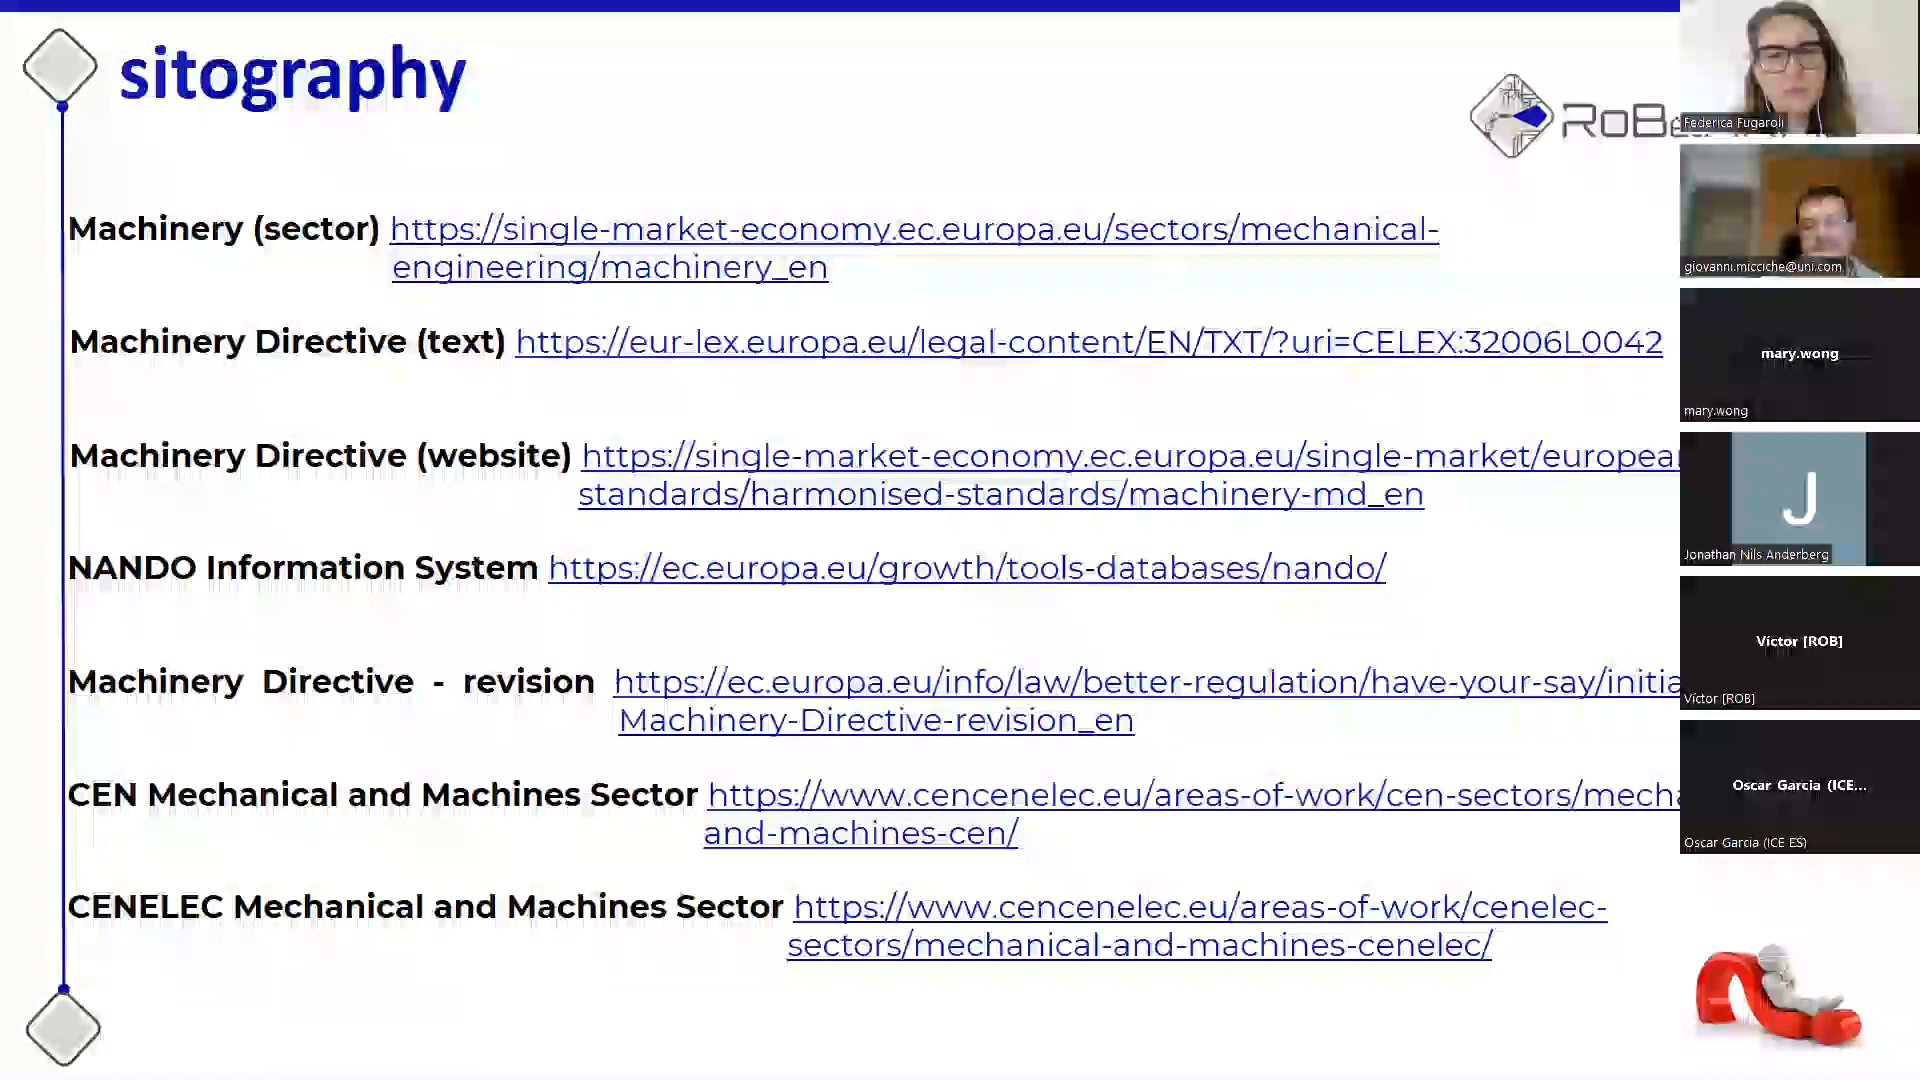 sitography
RoB
Machinery (sector) https://single-market-economy.ec.europa.eu/sectors/mechanical-
engineering/machinery_en
Machinery Directive (text) https://eur-lex.europa.eu/legal-content/EN/TXT/?uri=CELEX:32006L0042
Machinery Directive (website) https://single-market-economy.ec.europa.eu/single-market/europea
standards/harmonised-standards/machinery-md_en
NANDO Information System https://ec.europa.eu/growth/tools-databases/nando/
Machinery Directive - revision https://ec.europa.eu/info/law/better-regulation/have-your-say/initia
Machinery-Directive-revision_en
CEN Mechanical and Machines Sector https://www.cencenelec.eu/areas-of-work/cen-sectors/mecha
and-machines-cen/
CENELEC Mechanical and Machines Sector https://www.cencenelec.eu/areas-of-work/cenelec-
sectors/mechanical-and-machines-cenelec/
Federica Fugaroli
giovanni.micciche@uni.com
mary.wong
mary.wong
J
Jonathan Nils Anderberg
Víctor [ROB]
Víctor [ROB]
Oscar Garcia (ICE...
Oscar Garcia (ICE ES)